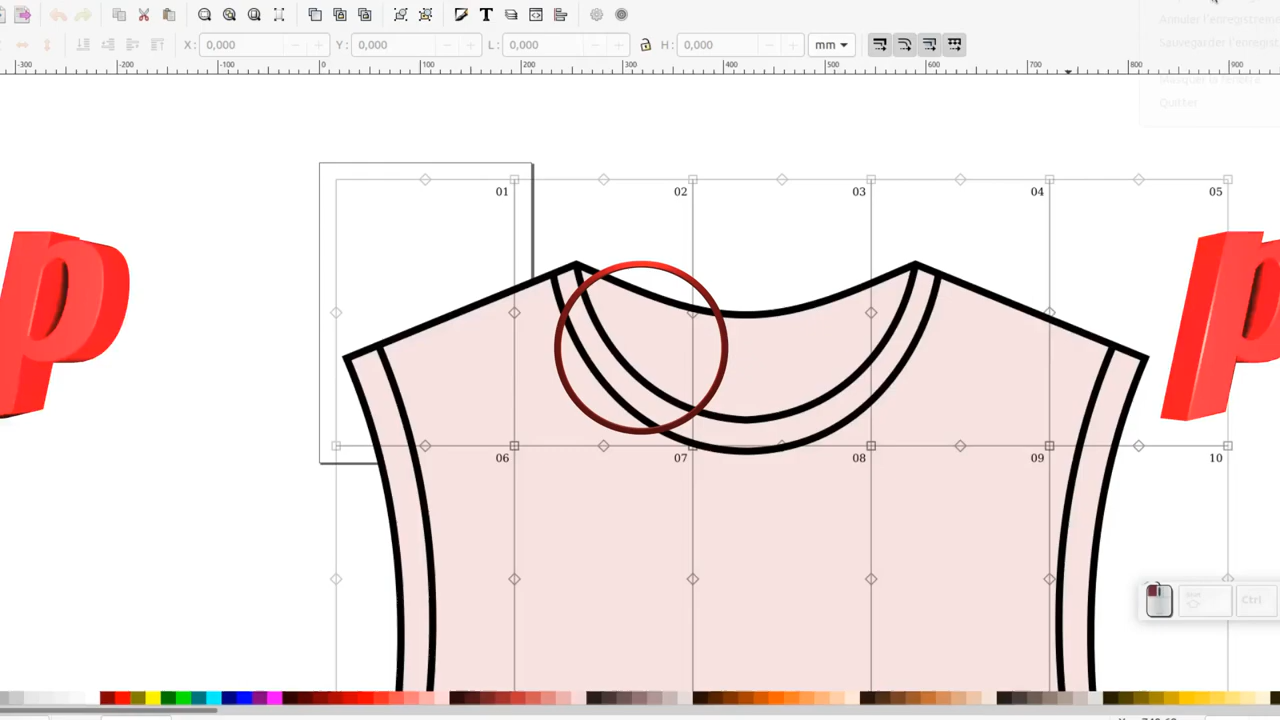 Annuler l'enregistreme
X: 0,000 Y: 0,000 L: 0,000 H: 0,000 mm
Sauvegarder l'enregist
-300 -200 -100 0 100 200 300 400 500 600 700 800 900
Quitter
01 02 03 04 05
p p
06 07 08 09 10
Ctrl